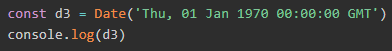 const d3 = Date('Thu, 01 Jan 1970 00:00:00 GMT')
console.log(d3)